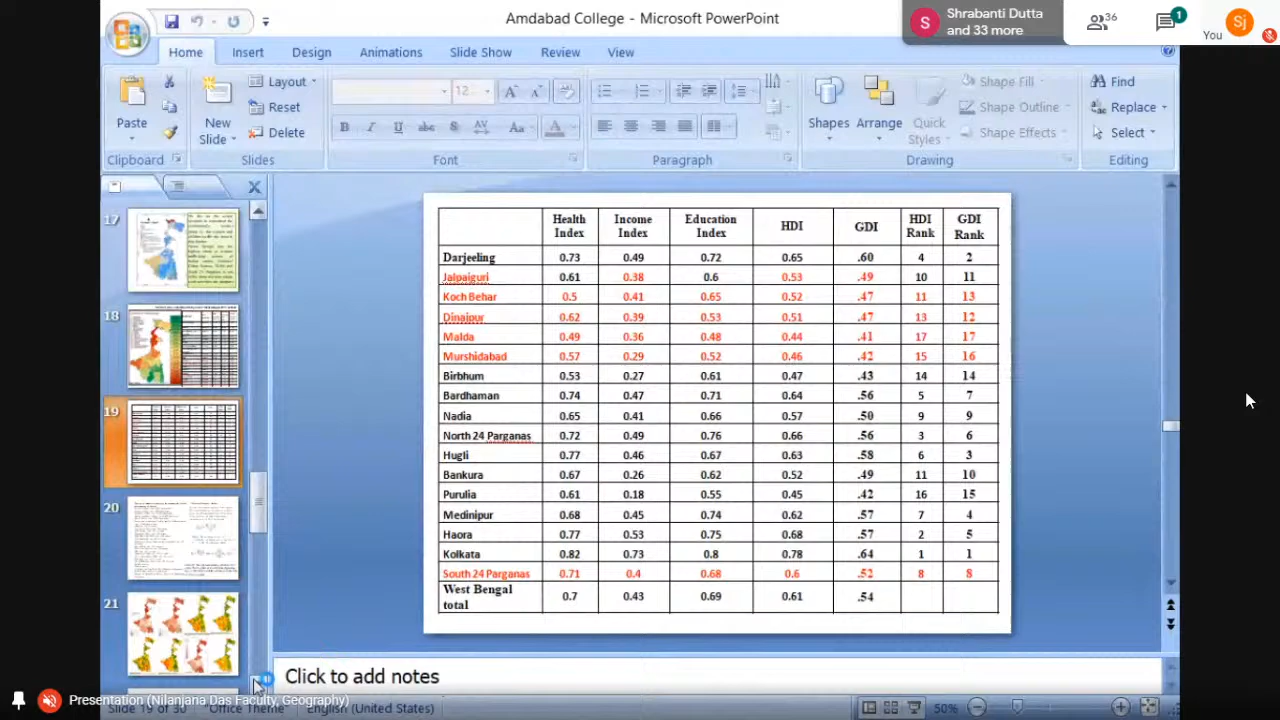 Amdabad College - Microsoft PowerPoint
S
Shrabanti Dutta
and 33 more
36
1
Sj
You
Home Insert Design Animations Slide Show Review View
Paste
New
Slide
Layout
Reset
Delete
12
B I U abc S AV Aa A
Shapes
Arrange
Quick
Styles
Shape Fill
Shape Outline
Shape Effects
Find
Replace
Select
Clipboard Slides Font Paragraph Drawing Editing
17
18
19
20
21
Health Index Income Index Education Index HDI GDI HDI Rank GDI Rank
Darjeeling 0.73 0.49 0.72 0.65 .60 4 2
Jalpaiguri 0.61 0.38 0.6 0.53 .49 10 11
Koch Behar 0.5 0.41 0.65 0.52 .47 11 13
Dinajpur 0.62 0.39 0.53 0.51 .47 13 12
Malda 0.49 0.36 0.48 0.44 .41 17 17
Murshidabad 0.57 0.29 0.52 0.46 .42 15 16
Birbhum 0.53 0.27 0.61 0.47 .43 14 14
Bardhaman 0.74 0.47 0.71 0.64 .56 5 7
Nadia 0.65 0.41 0.66 0.57 .50 9 9
North 24 Parganas 0.72 0.49 0.76 0.66 .56 3 6
Hugli 0.77 0.46 0.67 0.63 .58 6 3
Bankura 0.67 0.26 0.62 0.52 .49 11 10
Purulia 0.61 0.18 0.55 0.45 .42 16 15
Medinipur 0.68 0.45 0.74 0.62 .57 7 4
Haora 0.77 0.53 0.75 0.68 .57 2 5
Kolkata 0.82 0.73 0.8 0.78 .64 1 1
South 24 Parganas 0.71 0.4 0.68 0.6 .52 8 8
West Bengal
total 0.7 0.43 0.69 0.61 .54
Click to add notes
Presentation (Nilanjana Das Faculty, Geography)
Slide 19 of 30 "Office Theme" English (United States) 50%